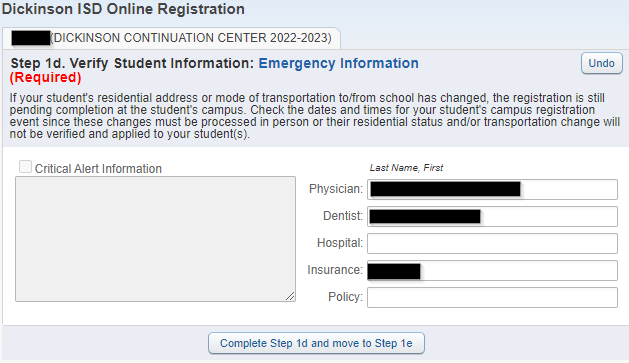 Dickinson ISD Online Registration
(DICKINSON CONTINUATION CENTER 2022-2023)
Step 1d. Verify Student Information: Emergency Information
(Required)
Undo
If your student's residential address or mode of transportation to/from school has changed, the registration is still
pending completion at the student's campus. Check the dates and times for your student's campus registration
event since these changes must be processed in person or their residential status and/or transportation change will
not be verified and applied to your student(s).
Critical Alert Information
Last Name, First
Physician:
Dentist:
Hospital:
Insurance:
Policy:
Complete Step 1d and move to Step 1e